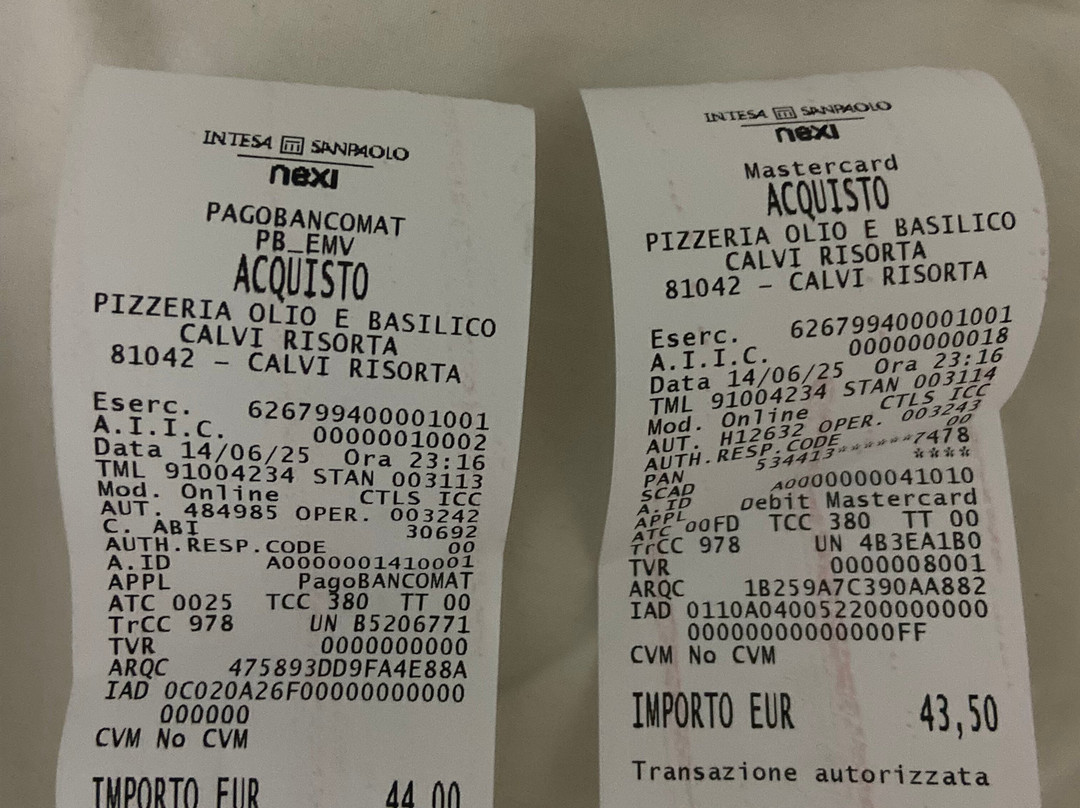 INTESA SANPAOLO
nexi
PAGOBANCOMAT
PB_EMV
ACQUISTO
PIZZERIA OLIO E BASILICO
CALVI RISORTA
81042 – CALVI RISORTA
Eserc. 626799400001001
A.I.I.C. 00000010002
Data 14/06/25 Ora 23:16
TML 91004234 STAN 003113
Mod. Online CTLS ICC
AUT. 484985 OPER. 003242
C. ABI 30692
AUTH.RESP.CODE 00
A.ID A0000001410001
APPL PagoBANCOMAT
ATC 0025 TCC 380 TT 00
TrCC 978 UN B5206771
TVR 0000000000
ARQC 475893DD9FA4E88A
IAD 0C020A26F00000000000
000000
CVM No CVM
IMPORTO EUR 44,00
INTESA SANPAOLO
nexi
Mastercard
ACQUISTO
PIZZERIA OLIO E BASILICO
CALVI RISORTA
81042 – CALVI RISORTA
Eserc. 626799400001001
A.I.I.C. 00000000018
Data 14/06/25 Ora 23:16
TML 91004234 STAN 003114
Mod. Online CTLS ICC
AUT. H12632 OPER. 003243
AUTH.RESP.CODE 00
PAN 534413******7478
SCAD ****
A.ID A0000000041010
APPL Debit Mastercard
ATC 00FD TCC 380 TT 00
TrCC 978 UN 4B3EA1B0
TVR 0000008001
ARQC 1B259A7C390AA882
IAD 0110A04005220000000​0
00000000000000FF
CVM No CVM
IMPORTO EUR 43,50
Transazione autorizzata